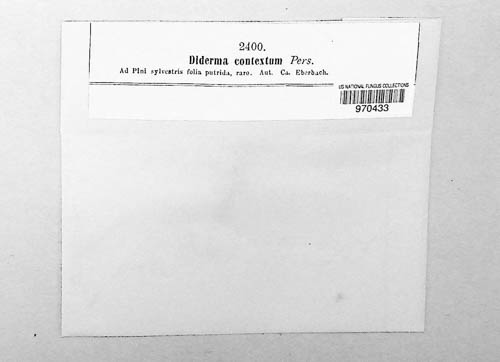 2400.
Diderma contextum Pers.
Ad Pini sylvestris folia putrida, raro. Aut. Ca. Eberbach.
US NATIONAL FUNGUS COLLECTIONS
970433